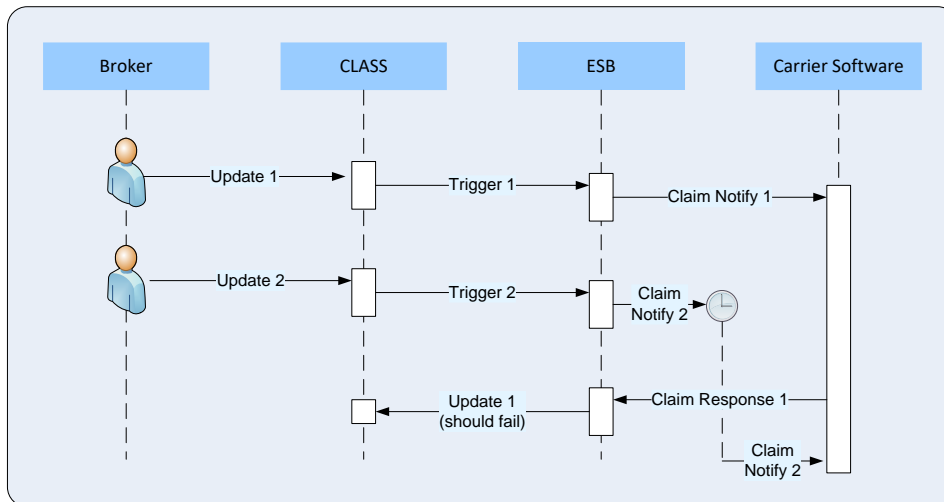 Broker
CLASS
ESB
Carrier Software
Update 1
Trigger 1
Claim Notify 1
Update 2
Trigger 2
Claim
Notify 2
Update 1
(should fail)
Claim Response 1
Claim
Notify 2